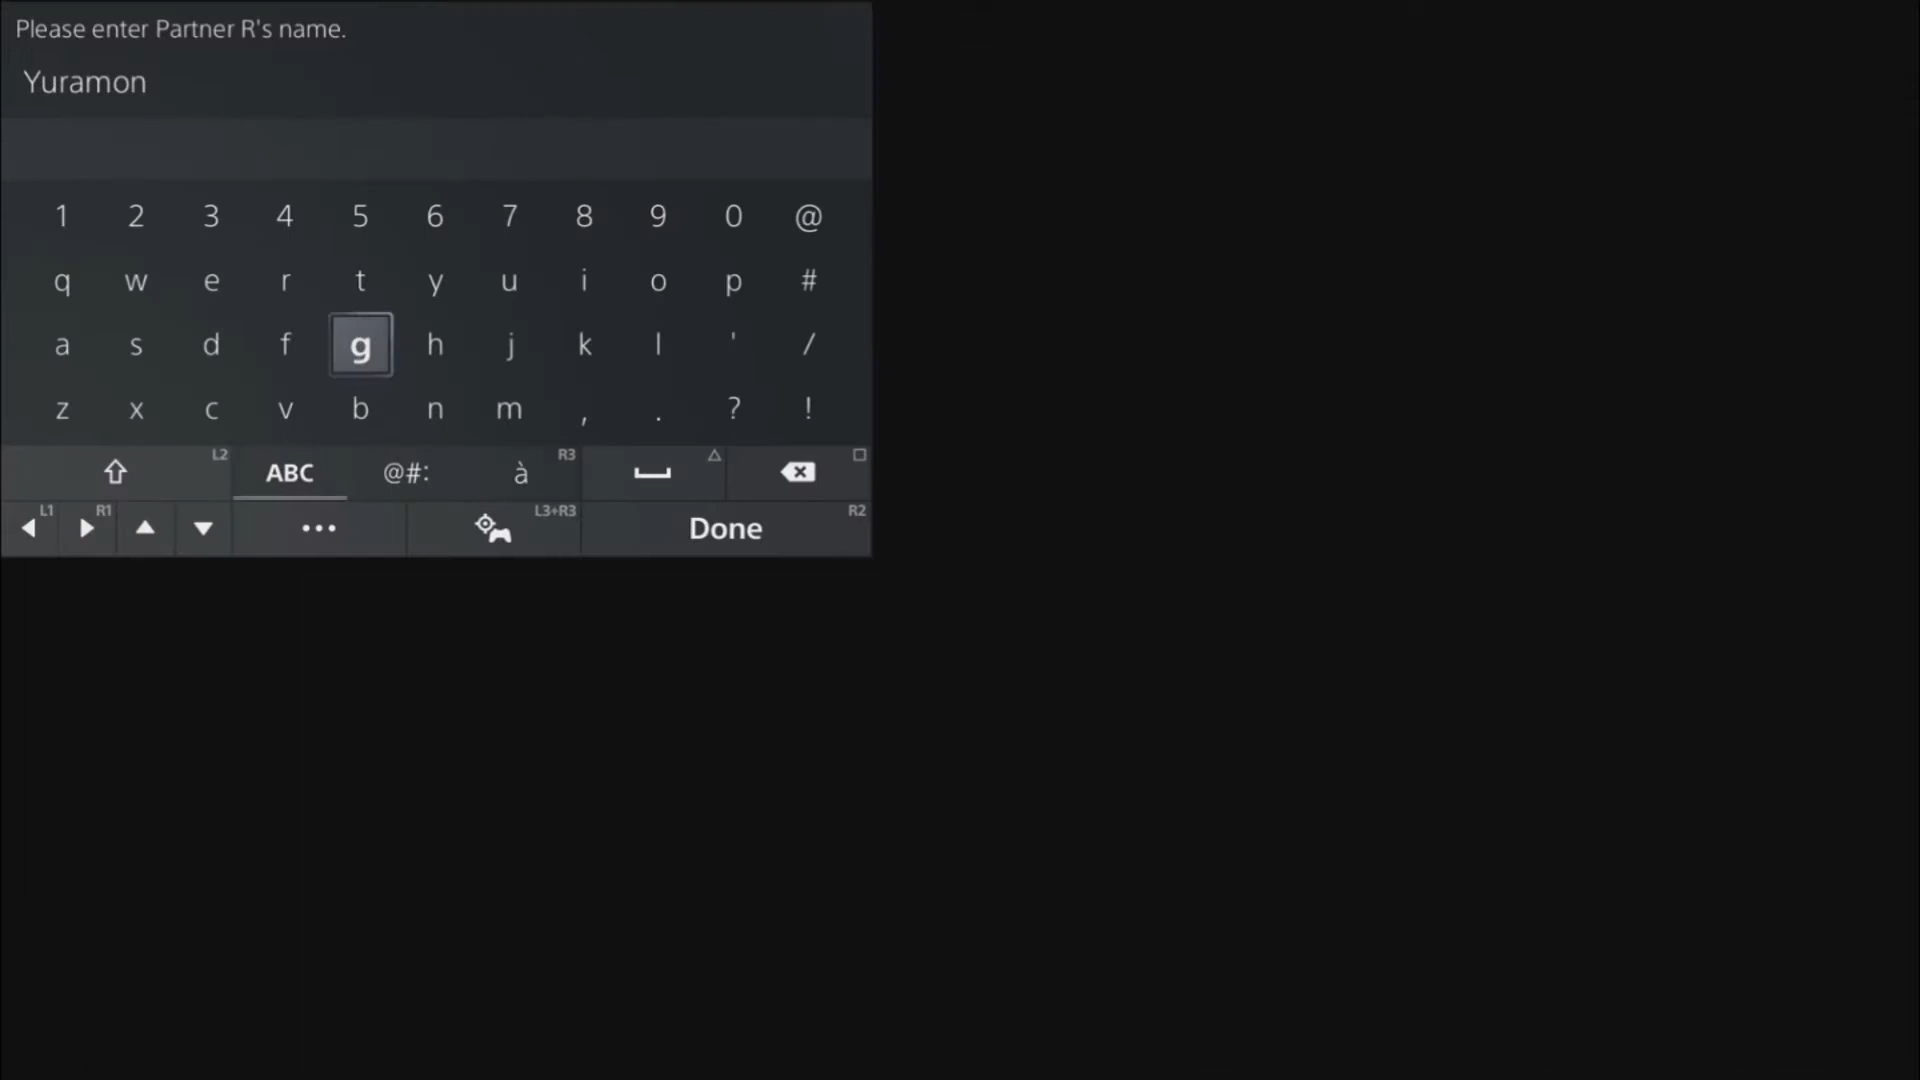 Please enter Partner R's name.
Yuramon
1 2 3 4 5 6 7 8 9 0 @
q w e r t y u i o p #
a s d f g h j k l ' /
z x c v b n m , . ? !
L2 ABC @#: à R3
L1 R1 ••• L3+R3 Done R2